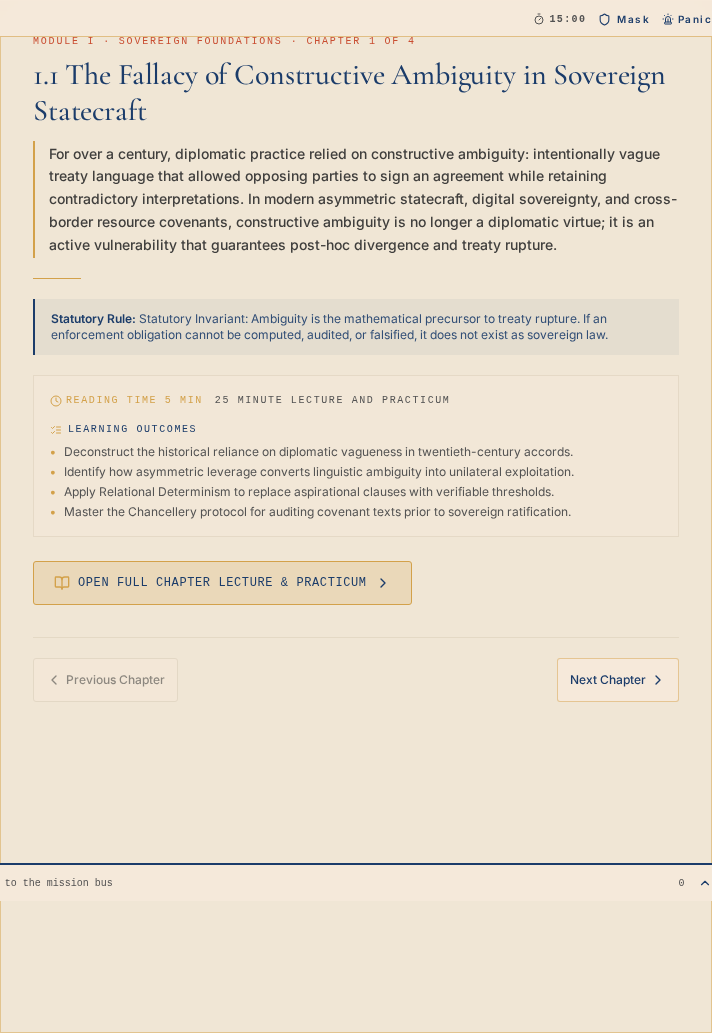 15:00 Mask Panic
MODULE I · SOVEREIGN FOUNDATIONS · CHAPTER 1 OF 4
1.1 The Fallacy of Constructive Ambiguity in Sovereign
Statecraft
For over a century, diplomatic practice relied on constructive ambiguity: intentionally vague
treaty language that allowed opposing parties to sign an agreement while retaining
contradictory interpretations. In modern asymmetric statecraft, digital sovereignty, and cross-
border resource covenants, constructive ambiguity is no longer a diplomatic virtue; it is an
active vulnerability that guarantees post-hoc divergence and treaty rupture.
Statutory Rule: Statutory Invariant: Ambiguity is the mathematical precursor to treaty rupture. If an
enforcement obligation cannot be computed, audited, or falsified, it does not exist as sovereign law.
READING TIME 5 MIN 25 MINUTE LECTURE AND PRACTICUM
LEARNING OUTCOMES
• Deconstruct the historical reliance on diplomatic vagueness in twentieth-century accords.
• Identify how asymmetric leverage converts linguistic ambiguity into unilateral exploitation.
• Apply Relational Determinism to replace aspirational clauses with verifiable thresholds.
• Master the Chancellery protocol for auditing covenant texts prior to sovereign ratification.
OPEN FULL CHAPTER LECTURE & PRACTICUM
Previous Chapter Next Chapter
to the mission bus 0